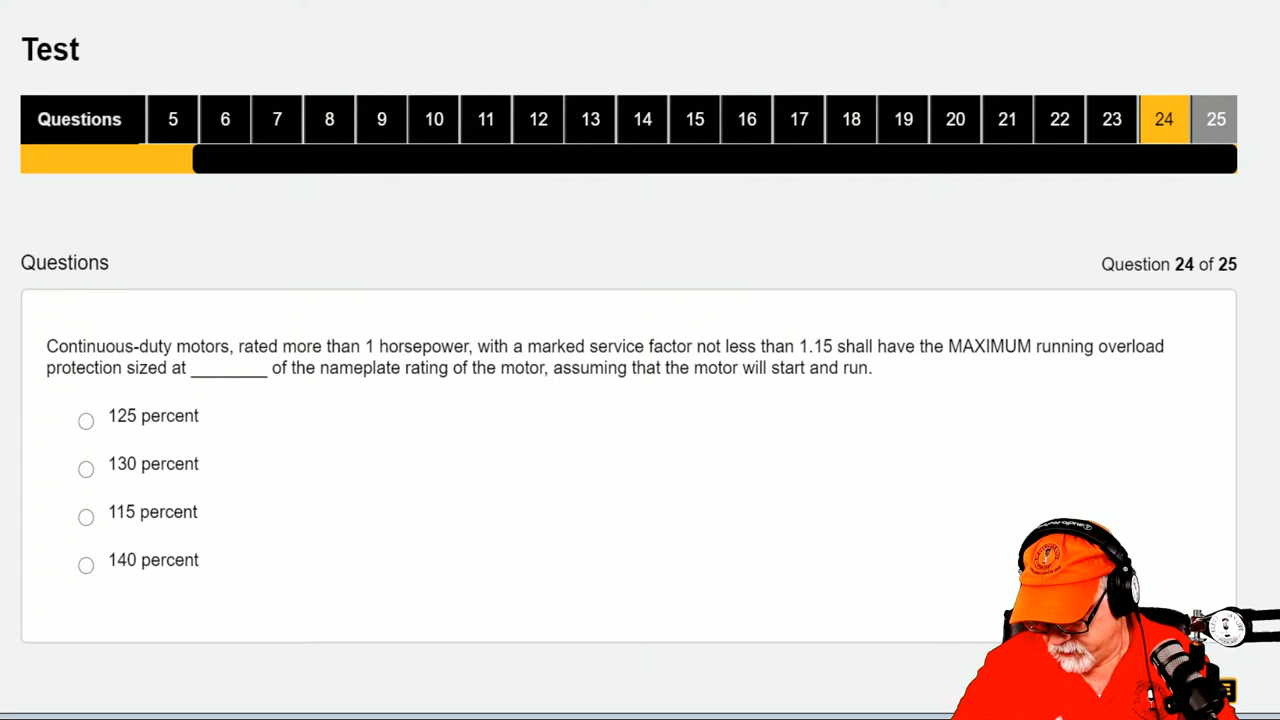 Test
Questions 5 6 7 8 9 10 11 12 13 14 15 16 17 18 19 20 21 22 23 24 25
Questions
Question 24 of 25
Continuous-duty motors, rated more than 1 horsepower, with a marked service factor not less than 1.15 shall have the MAXIMUM running overload
protection sized at ________ of the nameplate rating of the motor, assuming that the motor will start and run.
125 percent
130 percent
115 percent
140 percent